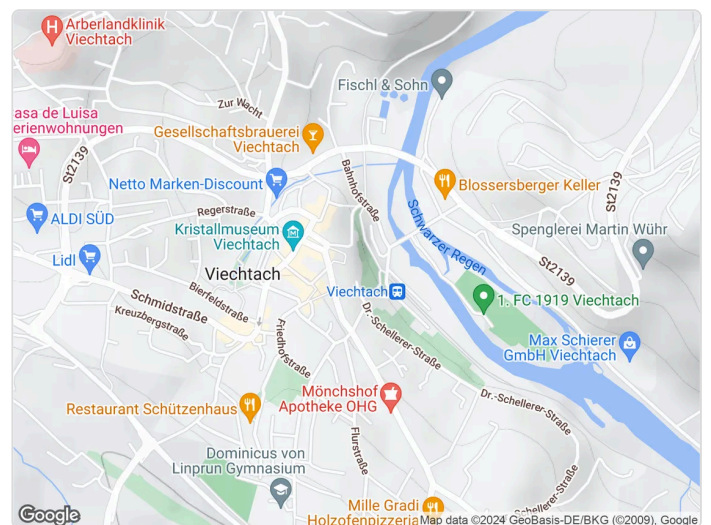 Arberlandklinik
Viechtach
Fischl & Sohn
Zur Wacht
asa de Luisa
erienwohnungen
Gesellschaftsbrauerei
Viechtach
St2139
Bahnhofstraße
Netto Marken-Discount
Blossersberger Keller
St2139
Regerstraße
ALDI SÜD
Kristallmuseum
Viechtach
Schwarzer Regen
Spenglerei Martin Wühr
Lidl
Viechtach
St2139
Viechtach
Bierfeldstraße
Schmidstraße
Kreuzbergstraße
1. FC 1919 Viechtach
Dr.-Schellerer-Straße
Friedhofstraße
Max Schierer
GmbH Viechtach
Mönchshof
Apotheke OHG
Dr.-Schellerer-Straße
Restaurant Schützenhaus
Flurstraße
Dominicus von
Linprun Gymnasium
-Schellerer-Straße
Mille Gradi
Holzofenpizzeria
Google
Map data ©2024 GeoBasis-DE/BKG (©2009), Google